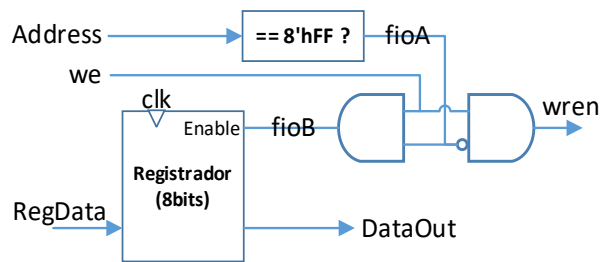 Address
== 8'hFF ?
fioA
we
clk
Enable
fioB
wren
Registrador
(8bits)
RegData
DataOut